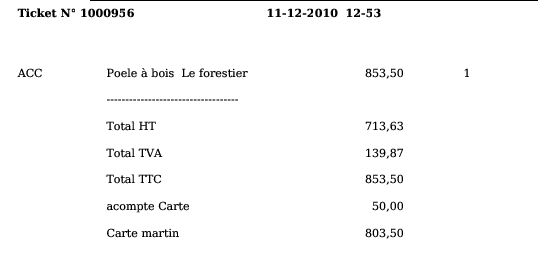 Ticket N° 1000956 11-12-2010 12-53
ACC Poele à bois Le forestier 853,50 1
-----------------------------------
Total HT 713,63
Total TVA 139,87
Total TTC 853,50
acompte Carte 50,00
Carte martin 803,50